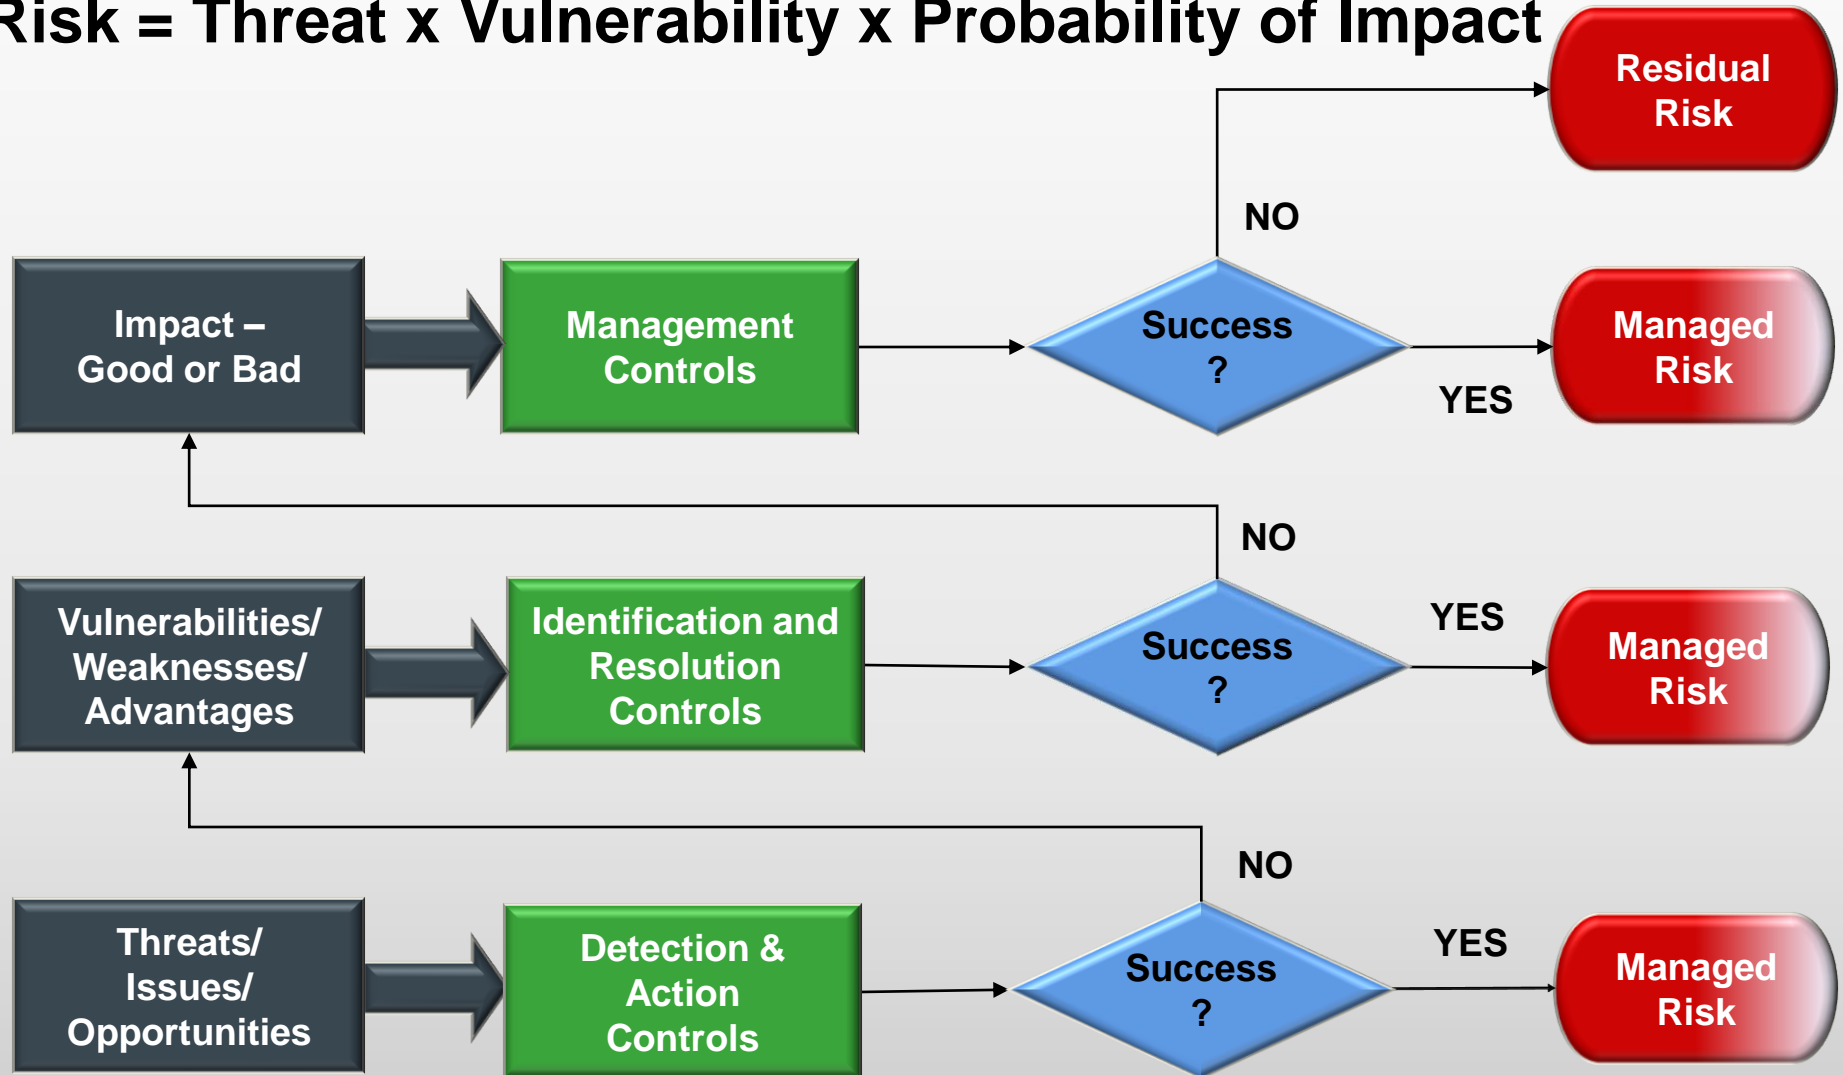 Risk = Threat x Vulnerability x Probability of Impact
Residual
Risk
NO
Impact –
Good or Bad
Management
Controls
Success
?
YES
Managed
Risk
NO
Vulnerabilities/
Weaknesses/
Advantages
Identification and
Resolution
Controls
Success
?
YES
Managed
Risk
NO
Threats/
Issues/
Opportunities
Detection &
Action
Controls
Success
?
YES
Managed
Risk